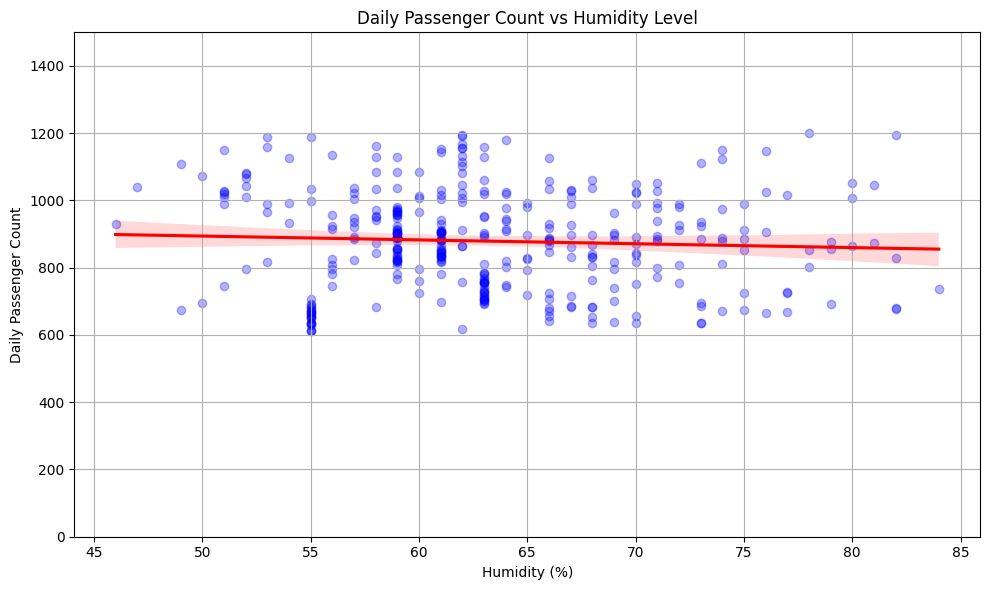 Daily Passenger Count vs Humidity Level
Daily Passenger Count
1400
1200
1000
800
600
400
200
0
45 50 55 60 65 70 75 80 85
Humidity (%)